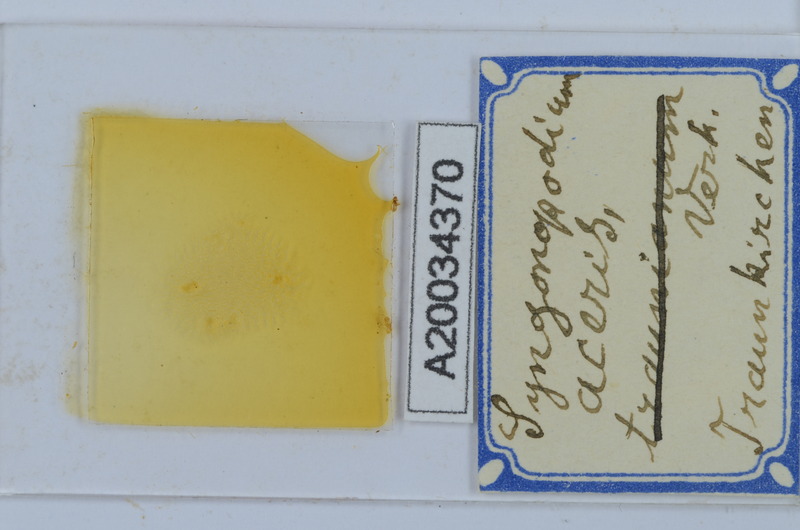 A20034370
Syngonopodium
aceris,
traunianum
Verh.
Traunkirchen